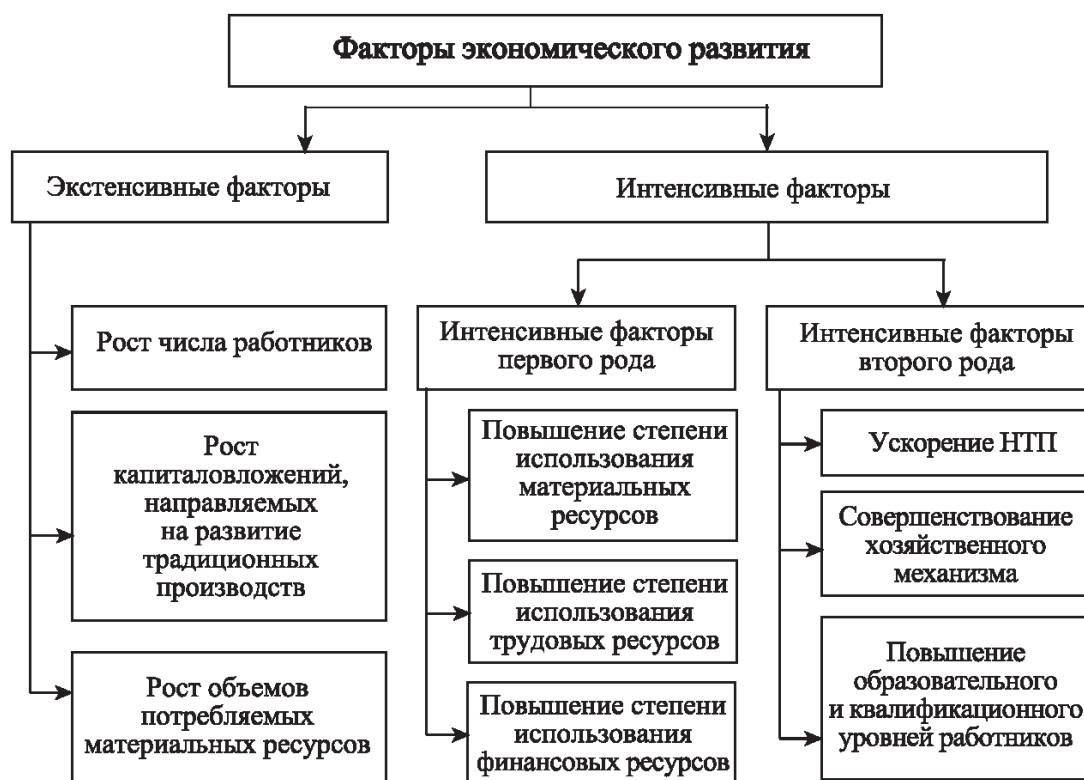 Факторы экономического развития
Экстенсивные факторы
Интенсивные факторы
Рост числа работников
Рост
капиталовложений,
направляемых
на развитие
традиционных
производств
Рост объемов
потребляемых
материальных ресурсов
Интенсивные факторы
первого рода
Повышение степени
использования
материальных
ресурсов
Повышение степени
использования
трудовых ресурсов
Повышение степени
использования
финансовых ресурсов
Интенсивные факторы
второго рода
Ускорение НТП
Совершенствование
хозяйственного
механизма
Повышение
образовательного
и квалификационного
уровней работников